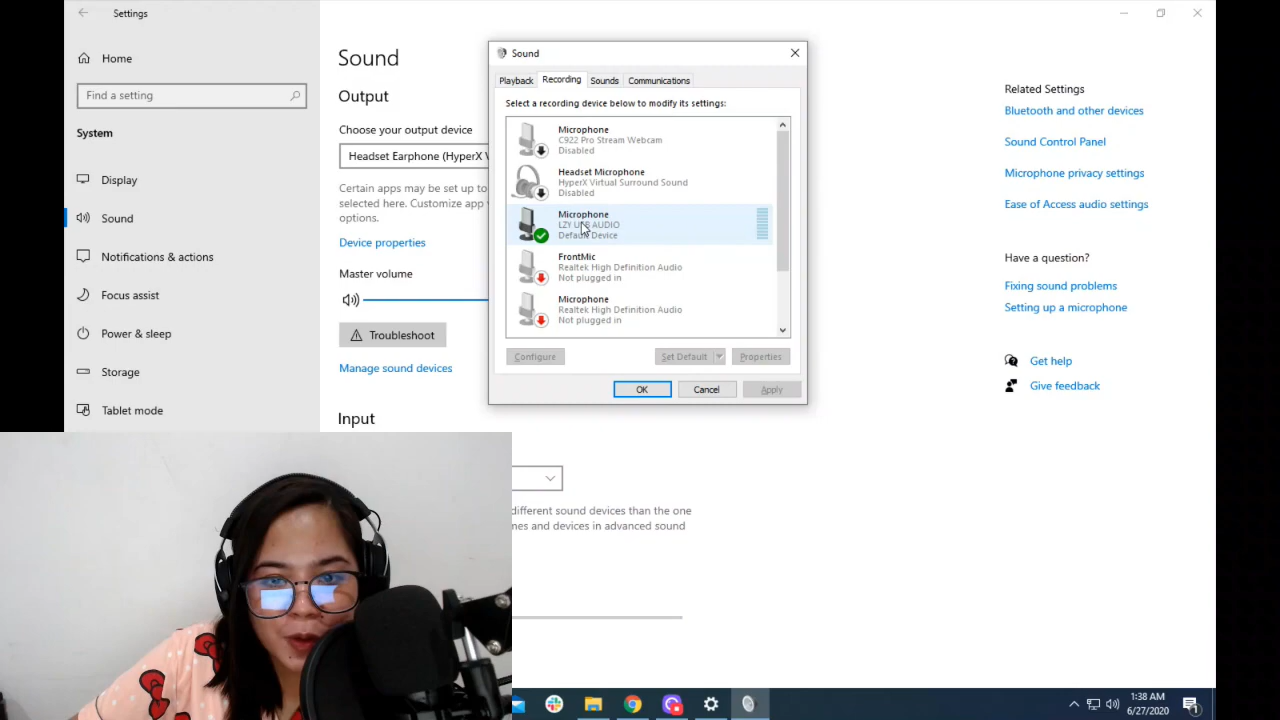 Settings
Home
Find a setting
System
Display
Sound
Notifications & actions
Focus assist
Power & sleep
Storage
Tablet mode
Sound
Output
Choose your output device
Headset Earphone (HyperX V
Certain apps may be set up to
selected here. Customize app v
options.
Device properties
Master volume
Troubleshoot
Manage sound devices
Input
different sound devices than the one
mes and devices in advanced sound
Sound
Playback
Recording
Sounds
Communications
Select a recording device below to modify its settings:
Microphone
C922 Pro Stream Webcam
Disabled
Headset Microphone
HyperX Virtual Surround Sound
Disabled
Microphone
LZY USB AUDIO
Default Device
FrontMic
Realtek High Definition Audio
Not plugged in
Microphone
Realtek High Definition Audio
Not plugged in
Configure
Set Default
Properties
OK
Cancel
Apply
Related Settings
Bluetooth and other devices
Sound Control Panel
Microphone privacy settings
Ease of Access audio settings
Have a question?
Fixing sound problems
Setting up a microphone
Get help
Give feedback
1:38 AM
6/27/2020
1